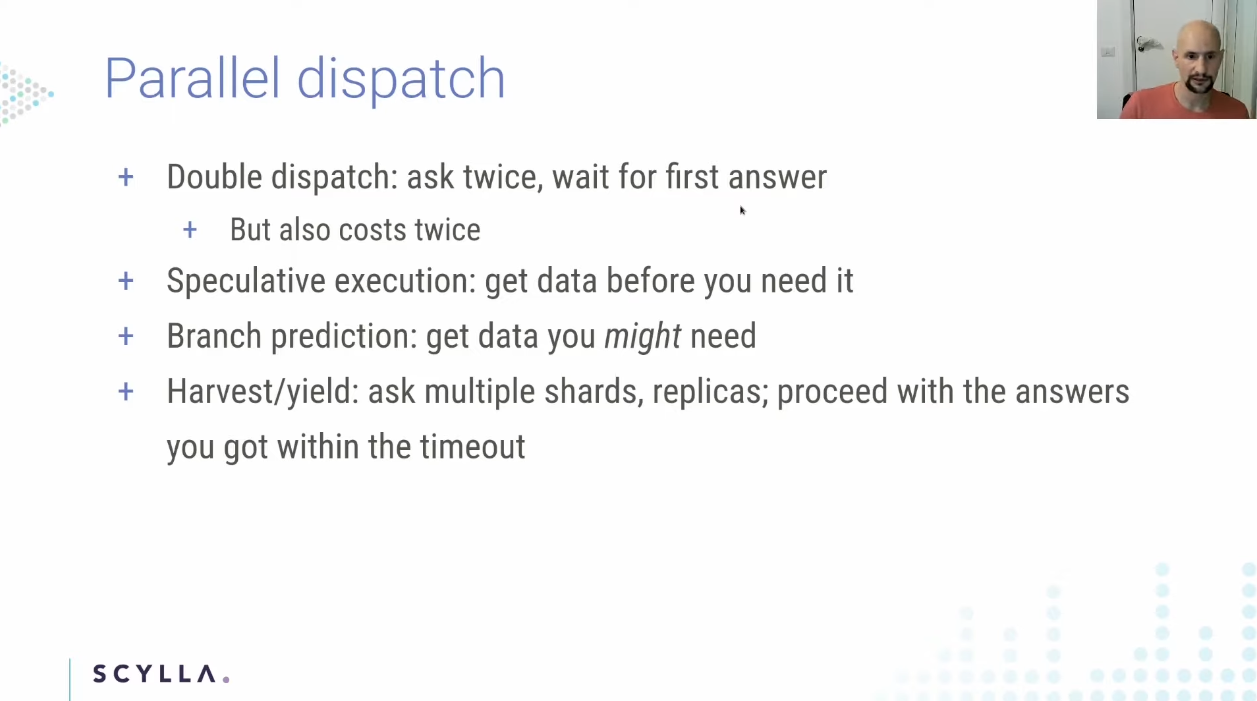 Parallel dispatch
+ Double dispatch: ask twice, wait for first answer
+ But also costs twice
+ Speculative execution: get data before you need it
+ Branch prediction: get data you might need
+ Harvest/yield: ask multiple shards, replicas; proceed with the answers
you got within the timeout
SCYLLA.